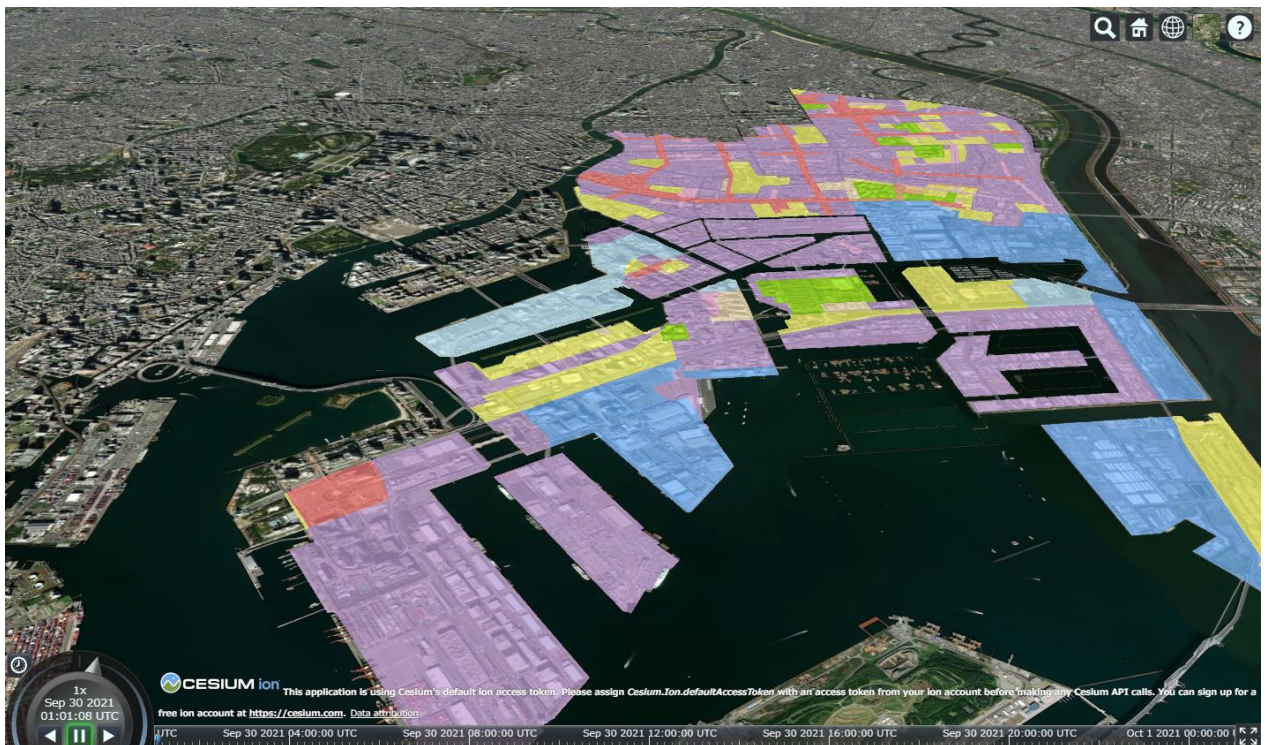 ?
1x
Sep 30 2021
01:01:08 UTC
CESIUM ion This application is using Cesium's default ion access token. Please assign Cesium.Ion.defaultAccessToken with an access token from your ion account before making any Cesium API calls. You can sign up for a
free ion account at https://cesium.com. Data attribution
UTC Sep 30 2021 04:00:00 UTC Sep 30 2021 08:00:00 UTC Sep 30 2021 12:00:00 UTC Sep 30 2021 16:00:00 UTC Sep 30 2021 20:00:00 UTC Oct 1 2021 00:00:00